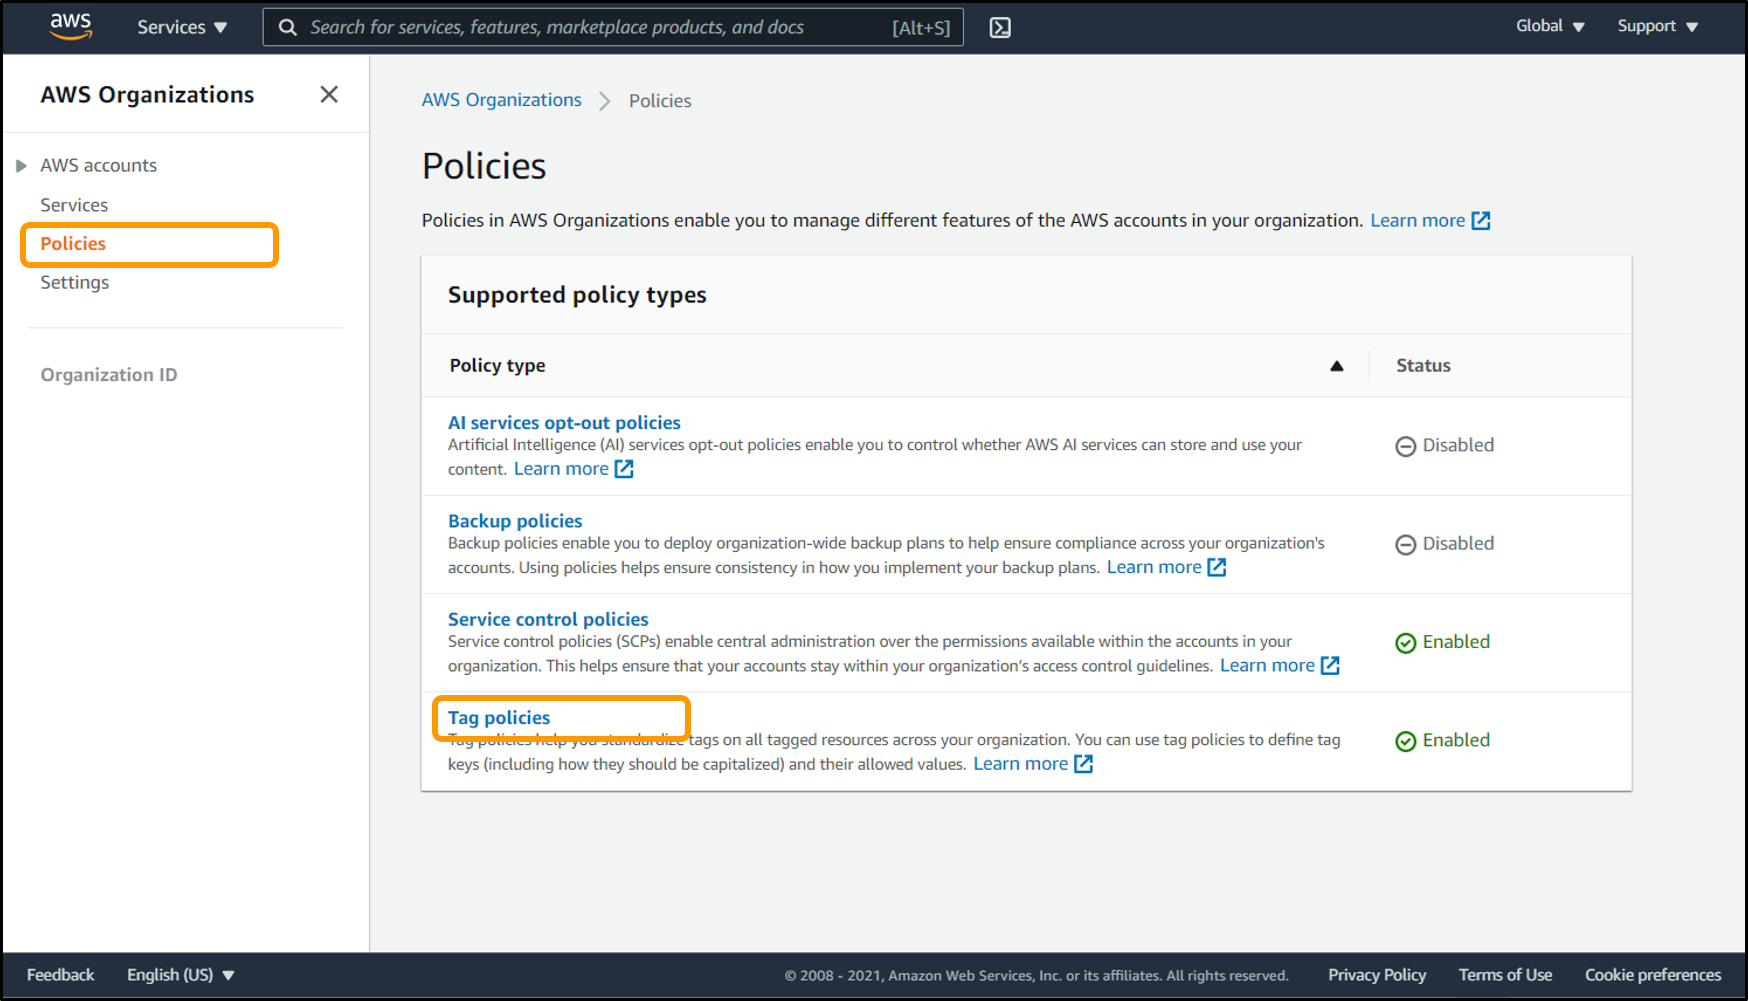 aws
Services
Search for services, features, marketplace products, and docs
[Alt+S]
Global
Support
AWS Organizations
AWS accounts
Services
Policies
Settings
Organization ID
AWS Organizations
Policies
Policies
Policies in AWS Organizations enable you to manage different features of the AWS accounts in your organization. Learn more
Supported policy types
Policy type
Status
AI services opt-out policies
Artificial Intelligence (AI) services opt-out policies enable you to control whether AWS AI services can store and use your
content. Learn more
Disabled
Backup policies
Backup policies enable you to deploy organization-wide backup plans to help ensure compliance across your organization's
accounts. Using policies helps ensure consistency in how you implement your backup plans. Learn more
Disabled
Service control policies
Service control policies (SCPs) enable central administration over the permissions available within the accounts in your
organization. This helps ensure that your accounts stay within your organization’s access control guidelines. Learn more
Enabled
Tag policies
Tag policies help you standardize tags on all tagged resources across your organization. You can use tag policies to define tag
keys (including how they should be capitalized) and their allowed values. Learn more
Enabled
Feedback
English (US)
© 2008 - 2021, Amazon Web Services, Inc. or its affiliates. All rights reserved.
Privacy Policy
Terms of Use
Cookie preferences